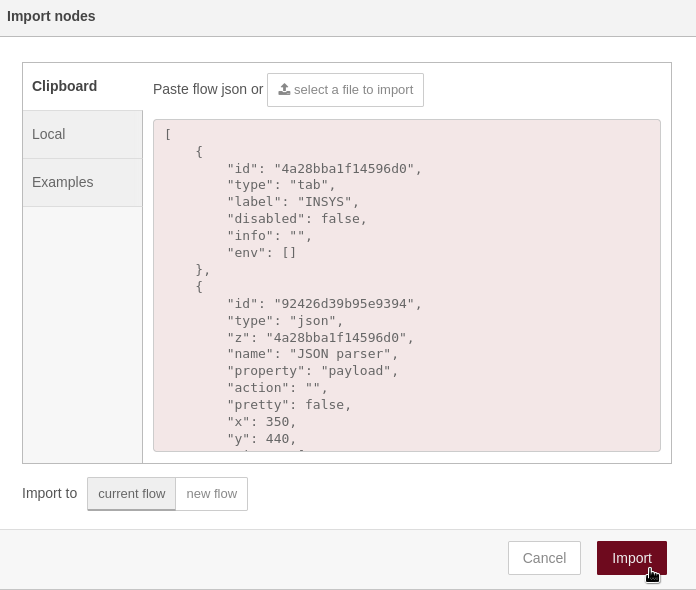 Import nodes
Clipboard
Local
Examples
Paste flow json or select a file to import
[
    {
        "id": "4a28bba1f14596d0",
        "type": "tab",
        "label": "INSYS",
        "disabled": false,
        "info": "",
        "env": []
    },
    {
        "id": "92426d39b95e9394",
        "type": "json",
        "z": "4a28bba1f14596d0",
        "name": "JSON parser",
        "property": "payload",
        "action": "",
        "pretty": false,
        "x": 350,
        "y": 440,
Import to current flow new flow
Cancel Import